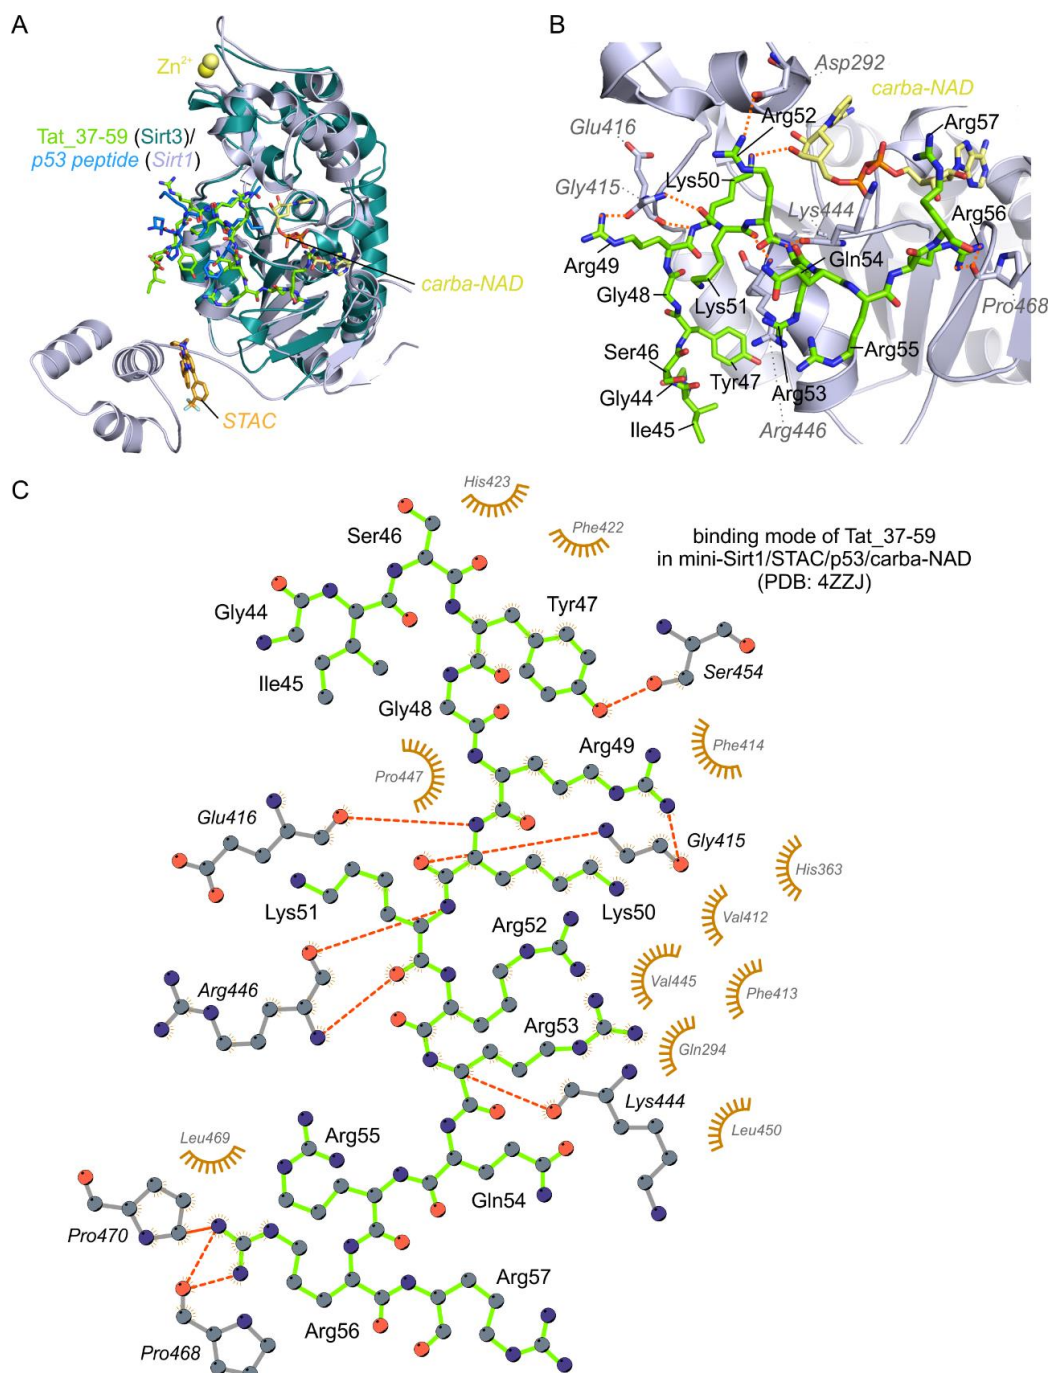 A
Zn2+
Tat_37-59 (Sirt3)/
p53 peptide (Sirt1)
carba-NAD
STAC
B
Asp292
carba-NAD
Arg52
Arg57
Glu416
Lys50
Gly415
Lys444
Arg56
Arg49
Gln54
Gly48
Lys51
Pro468
Ser46
Arg55
Tyr47
Gly44
Arg53
Ile45
Arg446
C
His423
Phe422
binding mode of Tat_37-59
in mini-Sirt1/STAC/p53/carba-NAD
(PDB: 4ZZJ)
Ser46
Gly44
Tyr47
Ser454
Ile45
Gly48
Arg49
Phe414
Pro447
Glu416
Gly415
His363
Lys51
Lys50
Val412
Arg52
Val445
Arg446
Phe413
Arg53
Gln294
Lys444
Leu450
Arg55
Leu469
Gln54
Pro470
Arg57
Arg56
Pro468